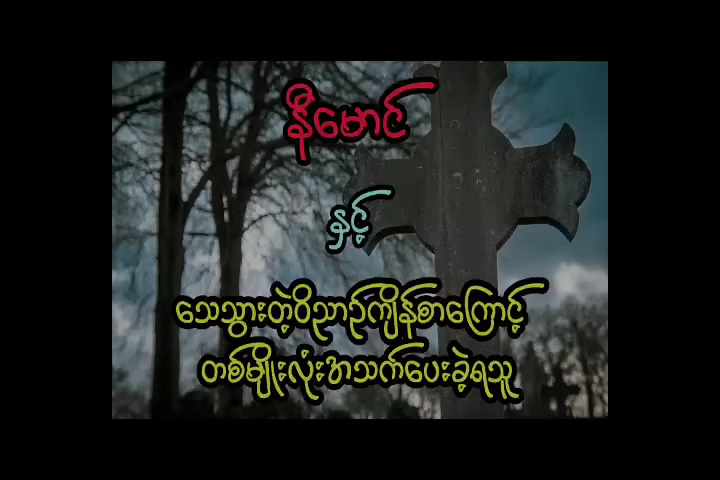 နီမောင်
နှင့်
သေသွားတဲ့ဝိညာဉ်ကျိန်စာကြောင့်
တစ်မျိုးလုံးအသက်ပေးခဲ့ရသူ